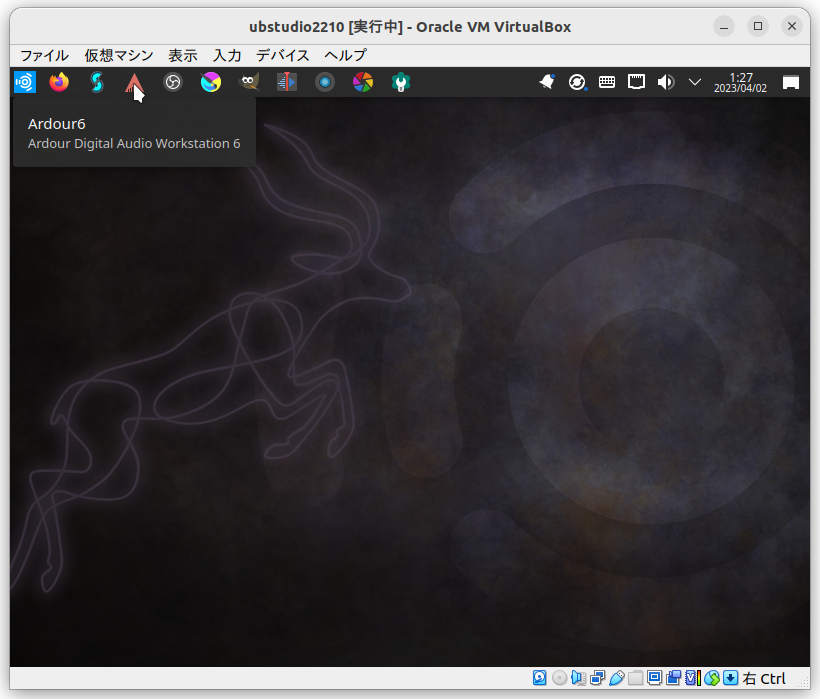 ubstudio2210 [実行中] - Oracle VM VirtualBox
ファイル 仮想マシン 表示 入力 デバイス ヘルプ
1:27
2023/04/02
Ardour6
Ardour Digital Audio Workstation 6
右 Ctrl